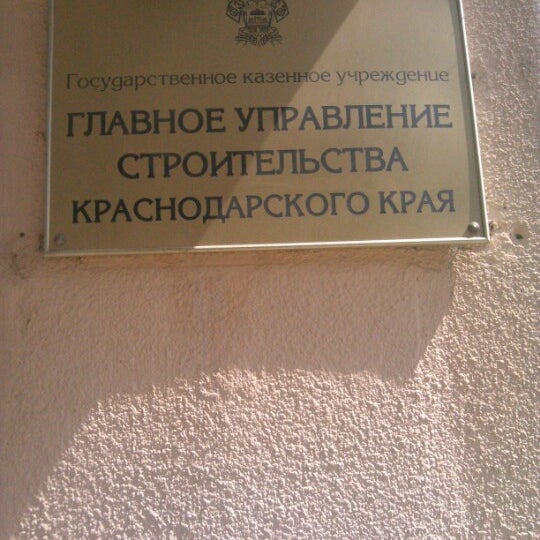 Государственное казенное учреждение
ГЛАВНОЕ УПРАВЛЕНИЕ
СТРОИТЕЛЬСТВА
КРАСНОДАРСКОГО КРАЯ